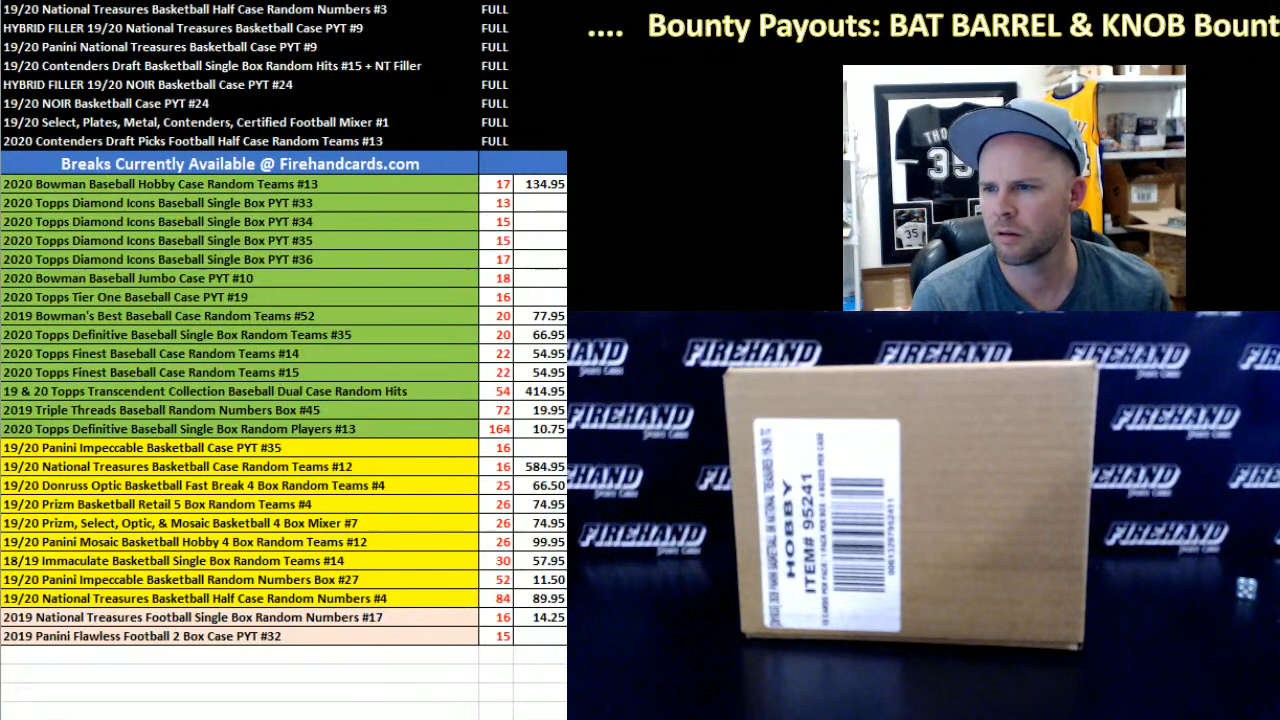 19/20 National Treasures Basketball Half Case Random Numbers #3 FULL
HYBRID FILLER 19/20 National Treasures Basketball Case PYT #9 FULL
19/20 Panini National Treasures Basketball Case PYT #9 FULL
19/20 Contenders Draft Basketball Single Box Random Hits #15 + NT Filler FULL
HYBRID FILLER 19/20 NOIR Basketball Case PYT #24 FULL
19/20 NOIR Basketball Case PYT #24 FULL
19/20 Select, Plates, Metal, Contenders, Certified Football Mixer #1 FULL
2020 Contenders Draft Picks Football Half Case Random Teams #13 FULL
Breaks Currently Available @ Firehandcards.com
2020 Bowman Baseball Hobby Case Random Teams #13 17 134.95
2020 Topps Diamond Icons Baseball Single Box PYT #33 13
2020 Topps Diamond Icons Baseball Single Box PYT #34 15
2020 Topps Diamond Icons Baseball Single Box PYT #35 15
2020 Topps Diamond Icons Baseball Single Box PYT #36 17
2020 Bowman Baseball Jumbo Case PYT #10 18
2020 Topps Tier One Baseball Case PYT #19 16
2019 Bowman's Best Baseball Case Random Teams #52 20 77.95
2020 Topps Definitive Baseball Single Box Random Teams #35 20 66.95
2020 Topps Finest Baseball Case Random Teams #14 22 54.95
2020 Topps Finest Baseball Case Random Teams #15 22 54.95
19 & 20 Topps Transcendent Collection Baseball Dual Case Random Hits 54 414.95
2019 Triple Threads Baseball Random Numbers Box #45 72 19.95
2020 Topps Definitive Baseball Single Box Random Players #13 164 10.75
19/20 Panini Impeccable Basketball Case PYT #35 16
19/20 National Treasures Basketball Case Random Teams #12 16 584.95
19/20 Donruss Optic Basketball Fast Break 4 Box Random Teams #4 25 66.50
19/20 Prizm Basketball Retail 5 Box Random Teams #4 26 74.95
19/20 Prizm, Select, Optic, & Mosaic Basketball 4 Box Mixer #7 26 74.95
19/20 Panini Mosaic Basketball Hobby 4 Box Random Teams #12 26 99.95
18/19 Immaculate Basketball Single Box Random Teams #14 30 57.95
19/20 Panini Impeccable Basketball Random Numbers Box #27 52 11.50
19/20 National Treasures Basketball Half Case Random Numbers #4 84 89.95
2019 National Treasures Football Single Box Random Numbers #17 16 14.25
2019 Panini Flawless Football 2 Box Case PYT #32 15
.... Bounty Payouts: BAT BARREL & KNOB Bount
THO
35
35
FIREHAND FIREHAND FIREHAND
FIREHAND FIREHAND
FIREHAND FIREHAND
HOBBY
ITEM# 95241